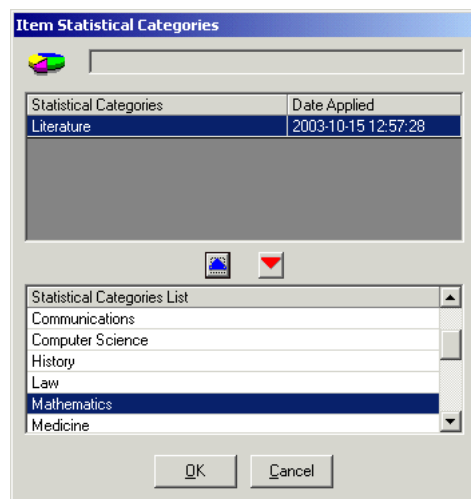 Item Statistical Categories
Statistical Categories Date Applied
Literature 2003-10-15 12:57:28
Statistical Categories List
Communications
Computer Science
History
Law
Mathematics
Medicine
OK Cancel